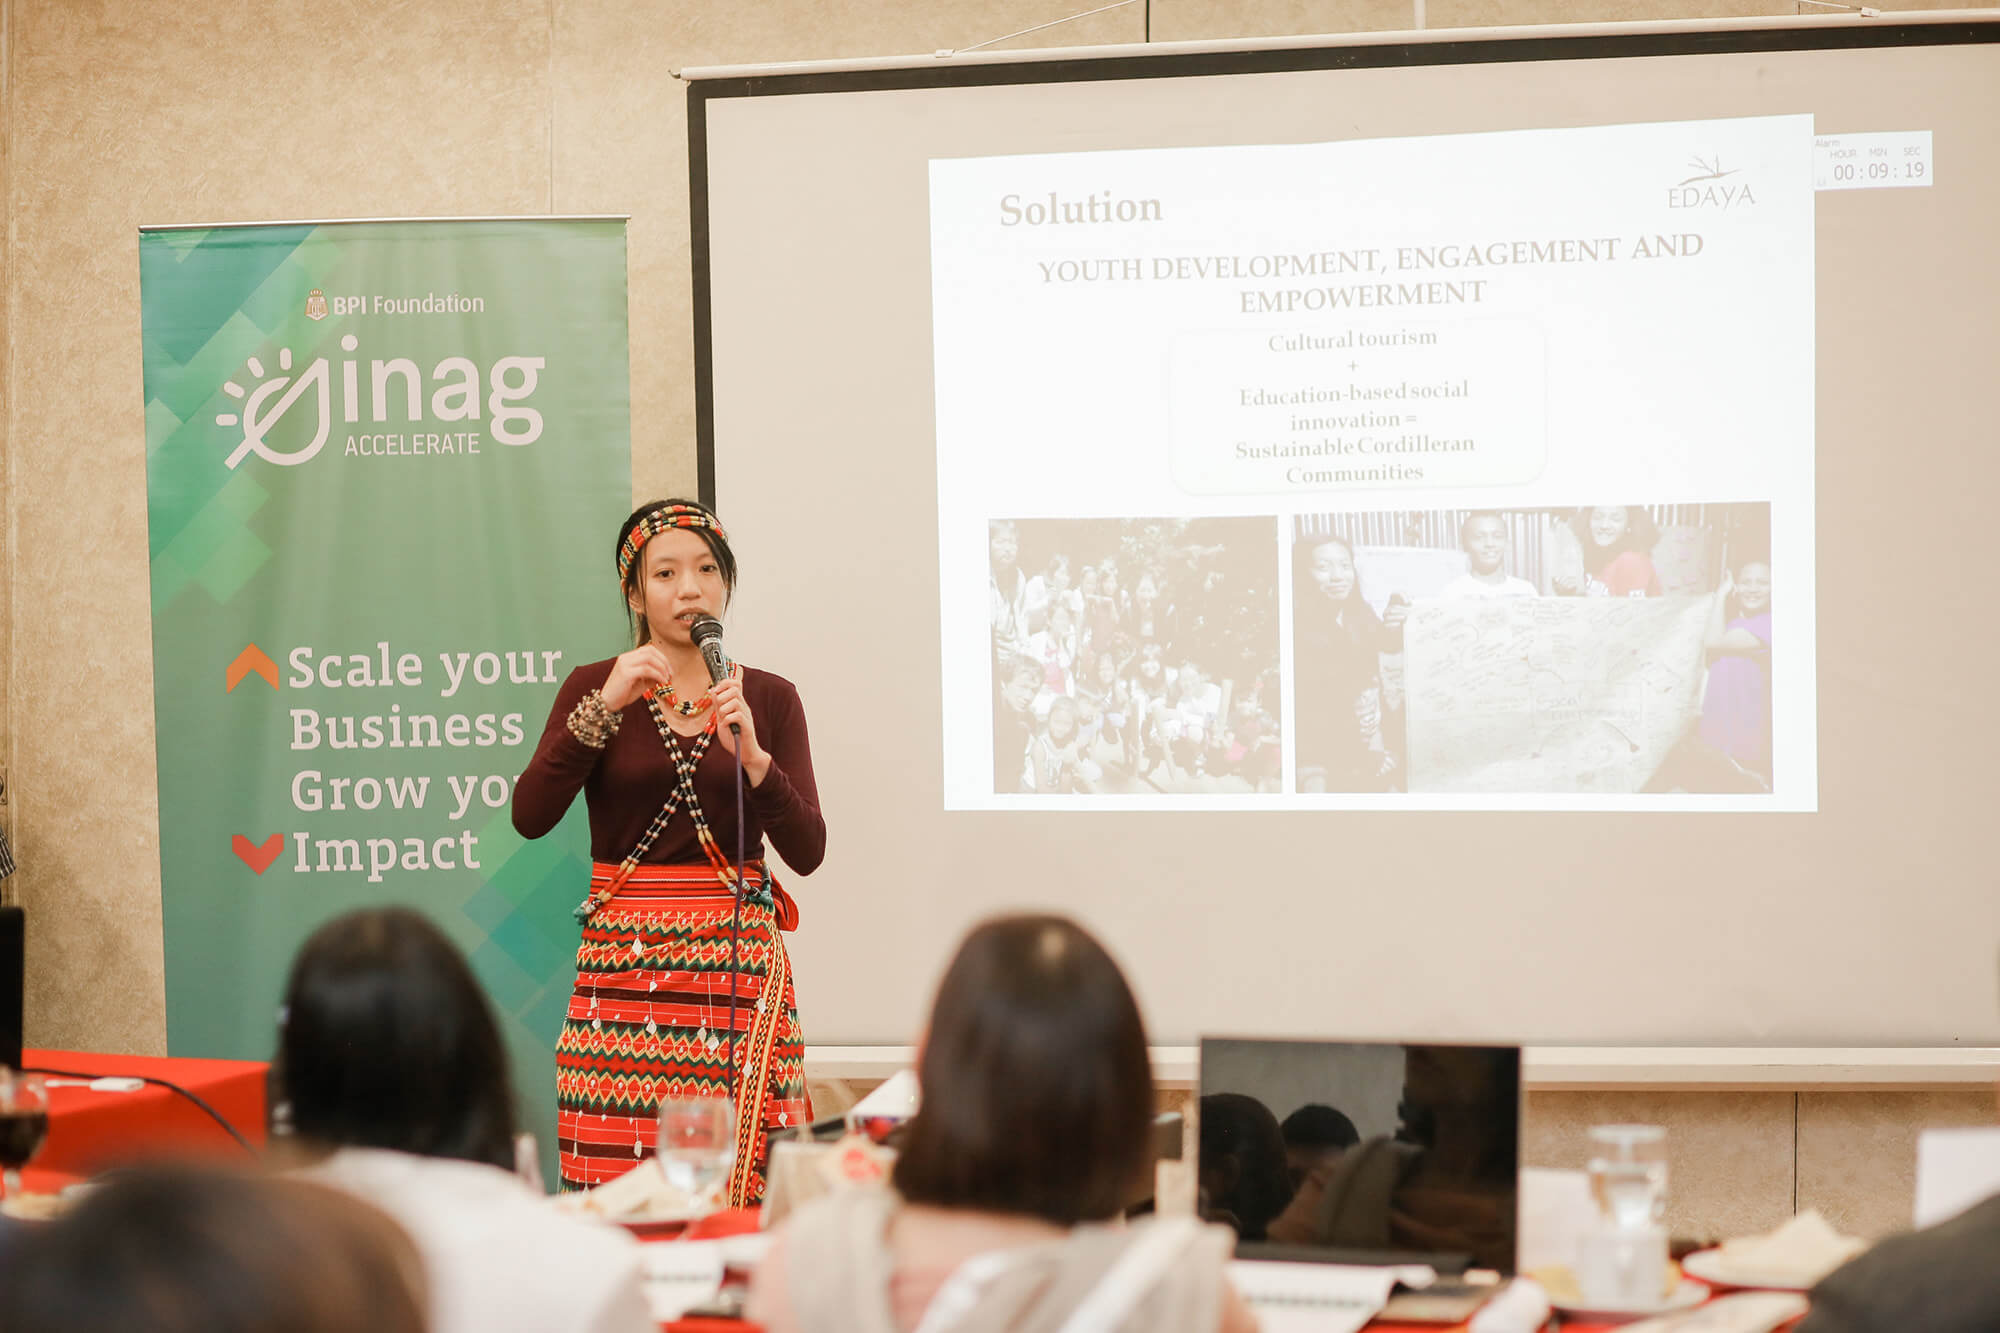 BPI Foundation
sinag
ACCELERATE
Scale your
Business
Grow yo
Impact
Solution
EDAYA
YOUTH DEVELOPMENT, ENGAGEMENT AND
EMPOWERMENT
Cultural tourism
+
Education-based social
innovation =
Sustainable Cordilleran
Communities
Alarm
HOUR MIN SEC
00 : 09 : 19